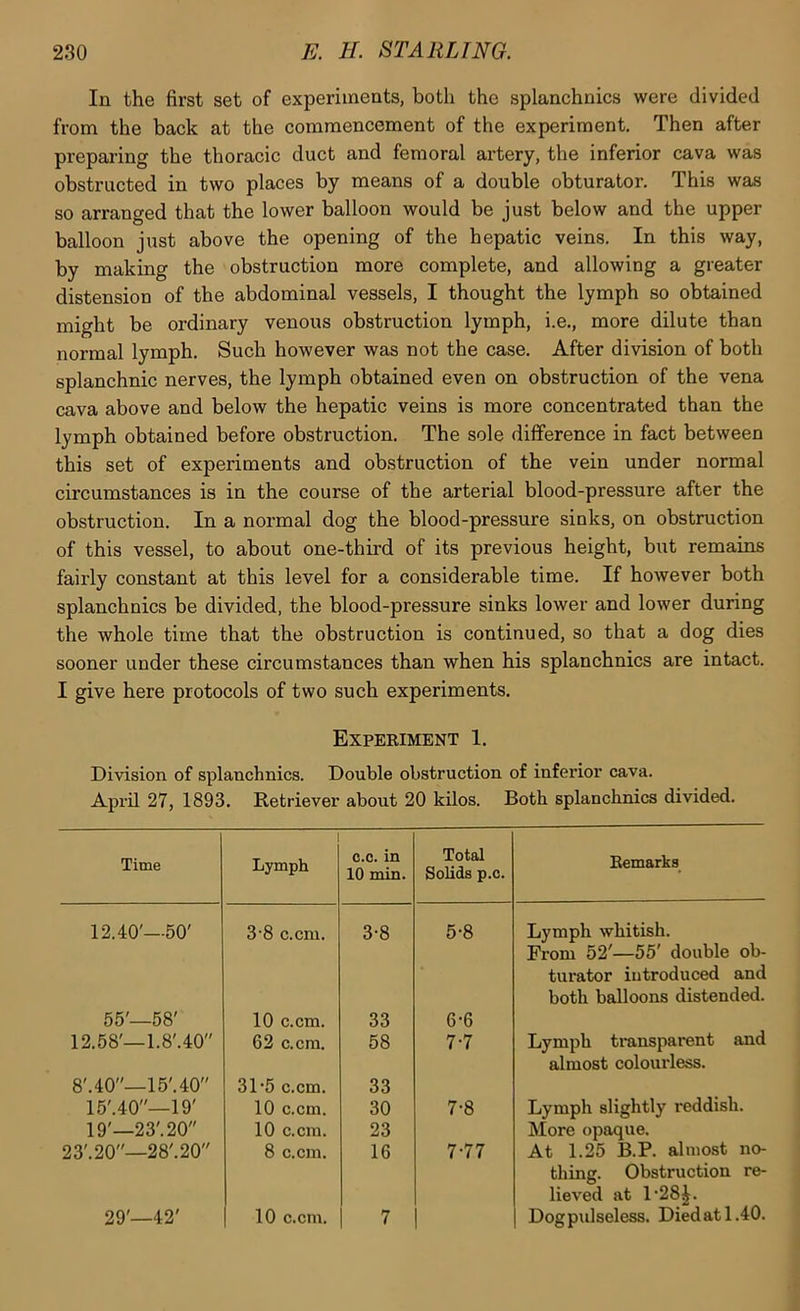 230 E. H. STARLING.
In the first set of experiments, both the splanchnics were divided
from the back at the commencement of the experiment. Then after
preparing the thoracic duct and femoral artery, the inferior cava was
obstructed in two places by means of a double obturator. This was
so arranged that the lower balloon would be just below and the upper
balloon just above the opening of the hepatic veins. In this way,
by making the obstruction more complete, and allowing a greater
distension of the abdominal vessels, I thought the lymph so obtained
might be ordinary venous obstruction lymph, i.e., more dilute than
normal lymph. Such however was not the case. After division of both
splanchnic nerves, the lymph obtained even on obstruction of the vena
cava above and below the hepatic veins is more concentrated than the
lymph obtained before obstruction. The sole difference in fact between
this set of experiments and obstruction of the vein under normal
circumstances is in the course of the arterial blood-pressure after the
obstruction. In a normal dog the blood-pressure sinks, on obstruction
of this vessel, to about one-third of its previous height, but remains
fairly constant at this level for a considerable time. If however both
splanchnics be divided, the blood-pressure sinks lower and lower during
the whole time that the obstruction is continued, so that a dog dies
sooner under these circumstances than when his splanchnics are intact.
I give here protocols of two such experiments.
EXPERIMENT 1.
Division of splanchnics. Double obstruction of inferior cava.
April 27, 1893. Retriever about 20 kilos. Both splanchnics divided.
Time Lymph c.c. in 10 min. Total Solids p.c. Remarks
12.40'—50' 3·8 c.cm. 3·8 5·8 Lymph whitish.
From 52'—55' double ob-
turator introduced and
both balloons distended.
55'—58' 10 c.cm. 33 6·6
12.58'—1.8'.40" 62 c.cm. 58 7·7 Lymph transparent and
almost colourless.
8'.40"—15'.40" 31·5 c.cm. 33
15'.40"—19' 10 c.cm. 30 7·8 Lymph slightly reddish.
19'—23'.20" 10 c.cm. 23 More opaque.
23'.20"—28'.20" 8 c.cm. 16 7·77 At 1.25 B.P. almost no-
thing. Obstruction re-
lieved at 1·28½.
29'—42' 10 c.cm. 7 Dog pulseless. Died at 1.40.